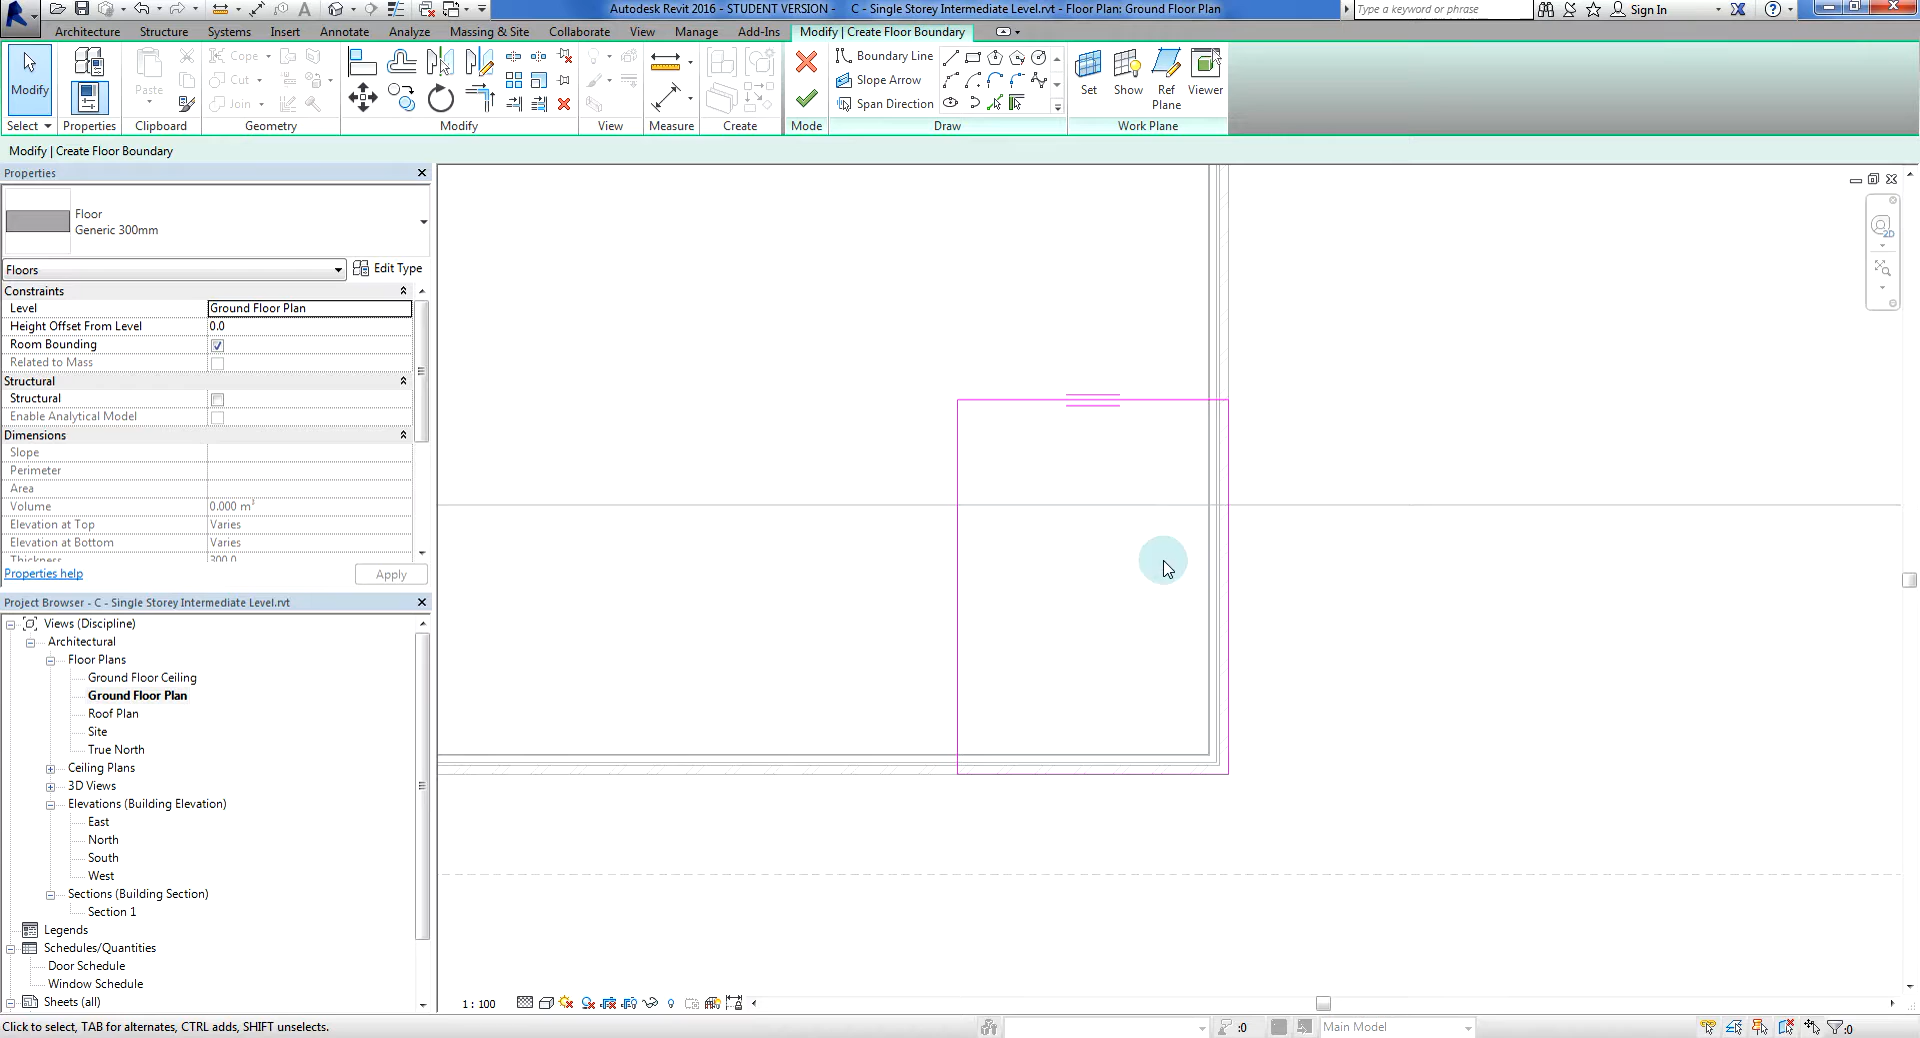 Autodesk Revit 2016 - STUDENT VERSION - C - Single Storey Intermediate Level.rvt - Floor Plan: Ground Floor Plan
Type a keyword or phrase
Sign In
Architecture Structure Systems Insert Annotate Analyze Massing & Site Collaborate View Manage Add-Ins Modify | Create Floor Boundary
Modify
Paste
Cope
Cut
Join
Boundary Line
Slope Arrow
Span Direction
Set Show Ref Plane Viewer
Select Properties Clipboard Geometry Modify View Measure Create Mode Draw Work Plane
Modify | Create Floor Boundary
Properties
Floor
Generic 300mm
Floors
Edit Type
Constraints
Level Ground Floor Plan
Height Offset From Level 0.0
Room Bounding
Related to Mass
Structural
Structural
Enable Analytical Model
Dimensions
Slope
Perimeter
Area
Volume 0.000 m³
Elevation at Top Varies
Elevation at Bottom Varies
Thickness 300.0
Properties help
Apply
Project Browser - C - Single Storey Intermediate Level.rvt
Views (Discipline)
Architectural
Floor Plans
Ground Floor Ceiling
Ground Floor Plan
Roof Plan
Site
True North
Ceiling Plans
3D Views
Elevations (Building Elevation)
East
North
South
West
Sections (Building Section)
Section 1
Legends
Schedules/Quantities
Door Schedule
Window Schedule
Sheets (all)
2D
1 : 100
Click to select, TAB for alternates, CTRL adds, SHIFT unselects.
:0
Main Model
:0